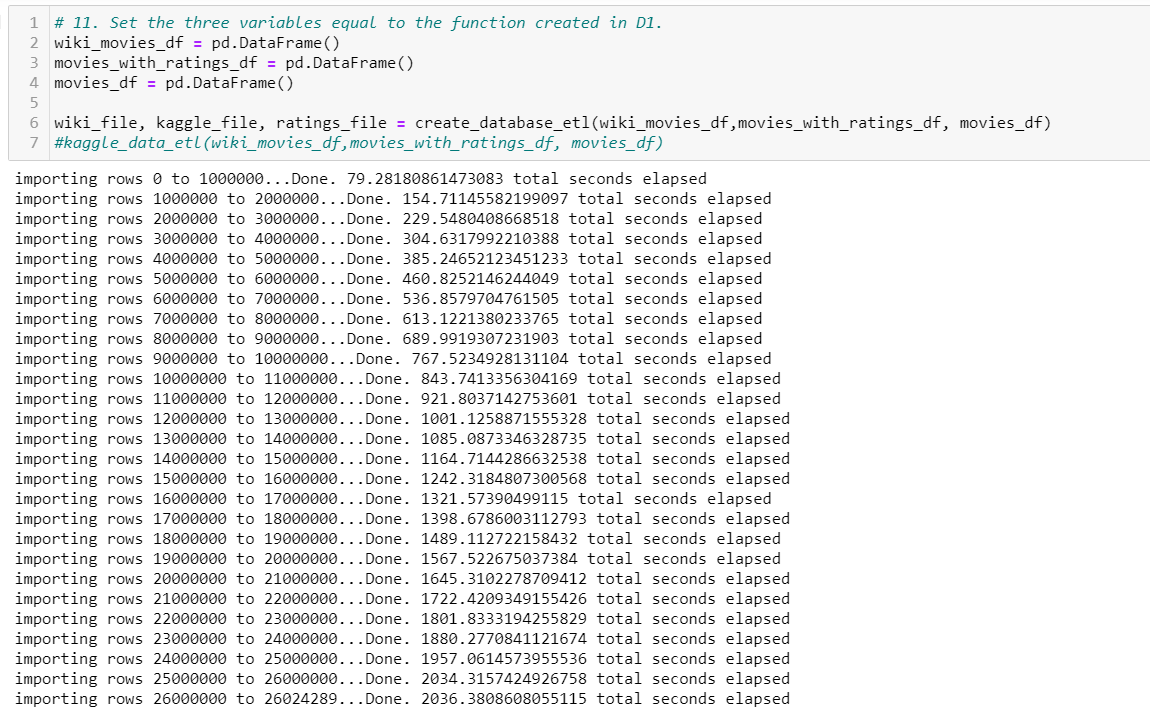 1 # 11. Set the three variables equal to the function created in D1.
2 wiki_movies_df = pd.DataFrame()
3 movies_with_ratings_df = pd.DataFrame()
4 movies_df = pd.DataFrame()
5
6 wiki_file, kaggle_file, ratings_file = create_database_etl(wiki_movies_df,movies_with_ratings_df, movies_df)
7 #kaggle_data_etl(wiki_movies_df,movies_with_ratings_df, movies_df)
importing rows 0 to 1000000...Done. 79.28180861473083 total seconds elapsed
importing rows 1000000 to 2000000...Done. 154.71145582199097 total seconds elapsed
importing rows 2000000 to 3000000...Done. 229.5480408668518 total seconds elapsed
importing rows 3000000 to 4000000...Done. 304.6317992210388 total seconds elapsed
importing rows 4000000 to 5000000...Done. 385.24652123451233 total seconds elapsed
importing rows 5000000 to 6000000...Done. 460.8252146244049 total seconds elapsed
importing rows 6000000 to 7000000...Done. 536.8579704761505 total seconds elapsed
importing rows 7000000 to 8000000...Done. 613.1221380233765 total seconds elapsed
importing rows 8000000 to 9000000...Done. 689.9919307231903 total seconds elapsed
importing rows 9000000 to 10000000...Done. 767.5234928131104 total seconds elapsed
importing rows 10000000 to 11000000...Done. 843.7413356304169 total seconds elapsed
importing rows 11000000 to 12000000...Done. 921.8037142753601 total seconds elapsed
importing rows 12000000 to 13000000...Done. 1001.1258871555328 total seconds elapsed
importing rows 13000000 to 14000000...Done. 1085.0873346328735 total seconds elapsed
importing rows 14000000 to 15000000...Done. 1164.7144286632538 total seconds elapsed
importing rows 15000000 to 16000000...Done. 1242.3184807300568 total seconds elapsed
importing rows 16000000 to 17000000...Done. 1321.57390499115 total seconds elapsed
importing rows 17000000 to 18000000...Done. 1398.6786003112793 total seconds elapsed
importing rows 18000000 to 19000000...Done. 1489.112722158432 total seconds elapsed
importing rows 19000000 to 20000000...Done. 1567.522675037384 total seconds elapsed
importing rows 20000000 to 21000000...Done. 1645.3102278709412 total seconds elapsed
importing rows 21000000 to 22000000...Done. 1722.4209349155426 total seconds elapsed
importing rows 22000000 to 23000000...Done. 1801.8333194255829 total seconds elapsed
importing rows 23000000 to 24000000...Done. 1880.2770841121674 total seconds elapsed
importing rows 24000000 to 25000000...Done. 1957.0614573955536 total seconds elapsed
importing rows 25000000 to 26000000...Done. 2034.3157424926758 total seconds elapsed
importing rows 26000000 to 26024289...Done. 2036.3808608055115 total seconds elapsed